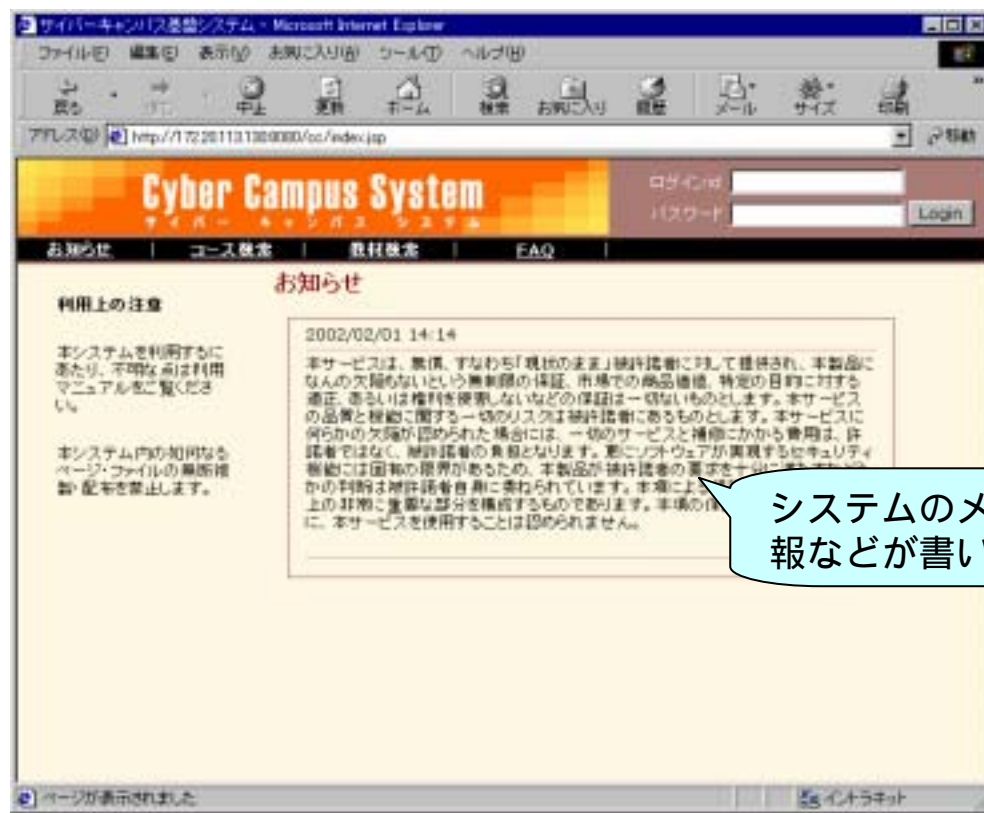 サイバーキャンパス基盤システム - Microsoft Internet Explorer
ファイル(F) 編集(E) 表示(V) お気に入り(A) ツール(T) ヘルプ(H)
戻る 中止 更新 ホーム 検索 お気に入り 履歴 メール サイズ 印刷
アドレス(D) 移動
Cyber Campus System
サイバー キャンパス システム
ログインid
パスワード
Login
お知らせ | コース検索 | 教材検索 | FAQ |
お知らせ
利用上の注意
本システムを利用するに
あたり、不明な点は利用
マニュアルをご覧くださ
い。
本システム内の如何なる
ページ・ファイルの無断複
製・配布を禁止します。
2002/02/01 14:14
本サービスは、無償、すなわち「現状のまま」被許諾者に対して提供され、本製品に
なんの欠陥もないという無制限の保証、市場での商品価値、特定の目的に対する
適正、あるいは権利を侵害しないなどの保証は一切ないものとします。本サービス
の品質と機能に関する一切のリスクは被許諾者にあるものとします。本サービスに
何らかの欠陥が認められた場合には、一切のサービスと補修にかかる費用は、許
諾者ではなく、被許諾者の負担となります。更にソフトウェアが実現するセキュリティ
機能には固有の限界があるため、本製品が被許諾者の要求を十分に
かの判断は被許諾者自身に委ねられています。本項による
上の非常に重要な部分を構成するものであります。本項の保
に、本サービスを使用することは認められません。
システムのメ
報などが書い
ページが表示されました
イントラネット